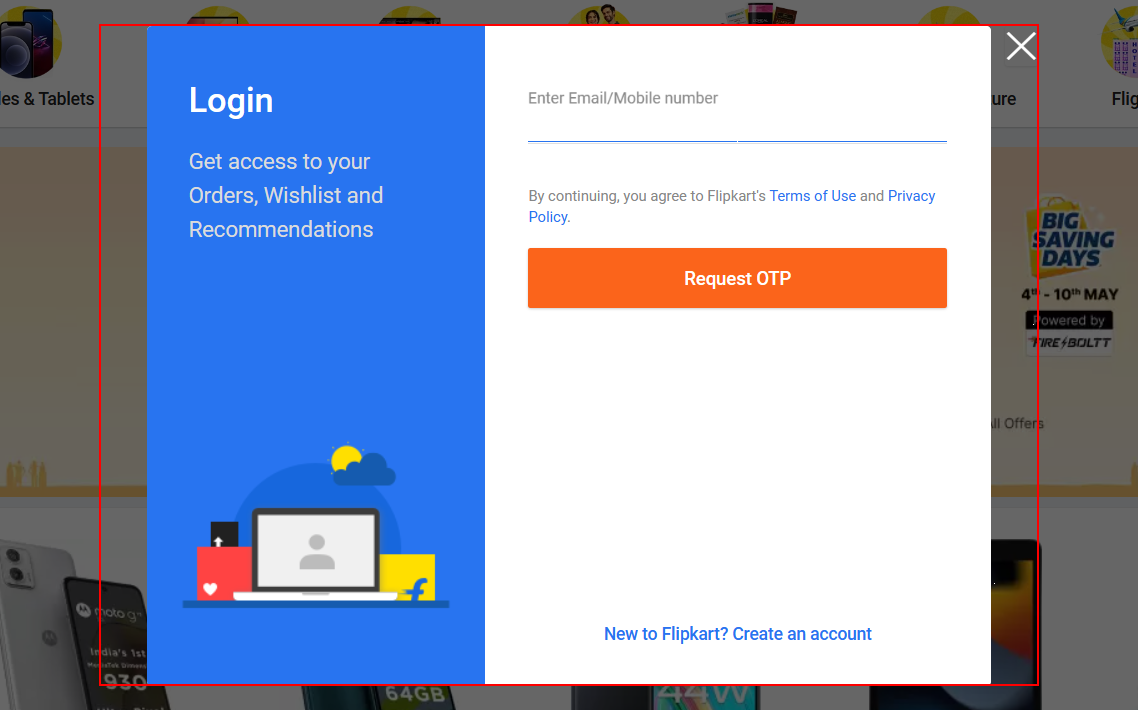 les & Tablets
ure
Flig
Login
Get access to your
Orders, Wishlist and
Recommendations
Enter Email/Mobile number
By continuing, you agree to Flipkart's Terms of Use and Privacy
Policy.
Request OTP
New to Flipkart? Create an account
BIG
SAVING
DAYS
4th - 10th MAY
Powered by
FIRE BOLTT
All Offers
HOTEL
moto g
India's 1st
930
64GB